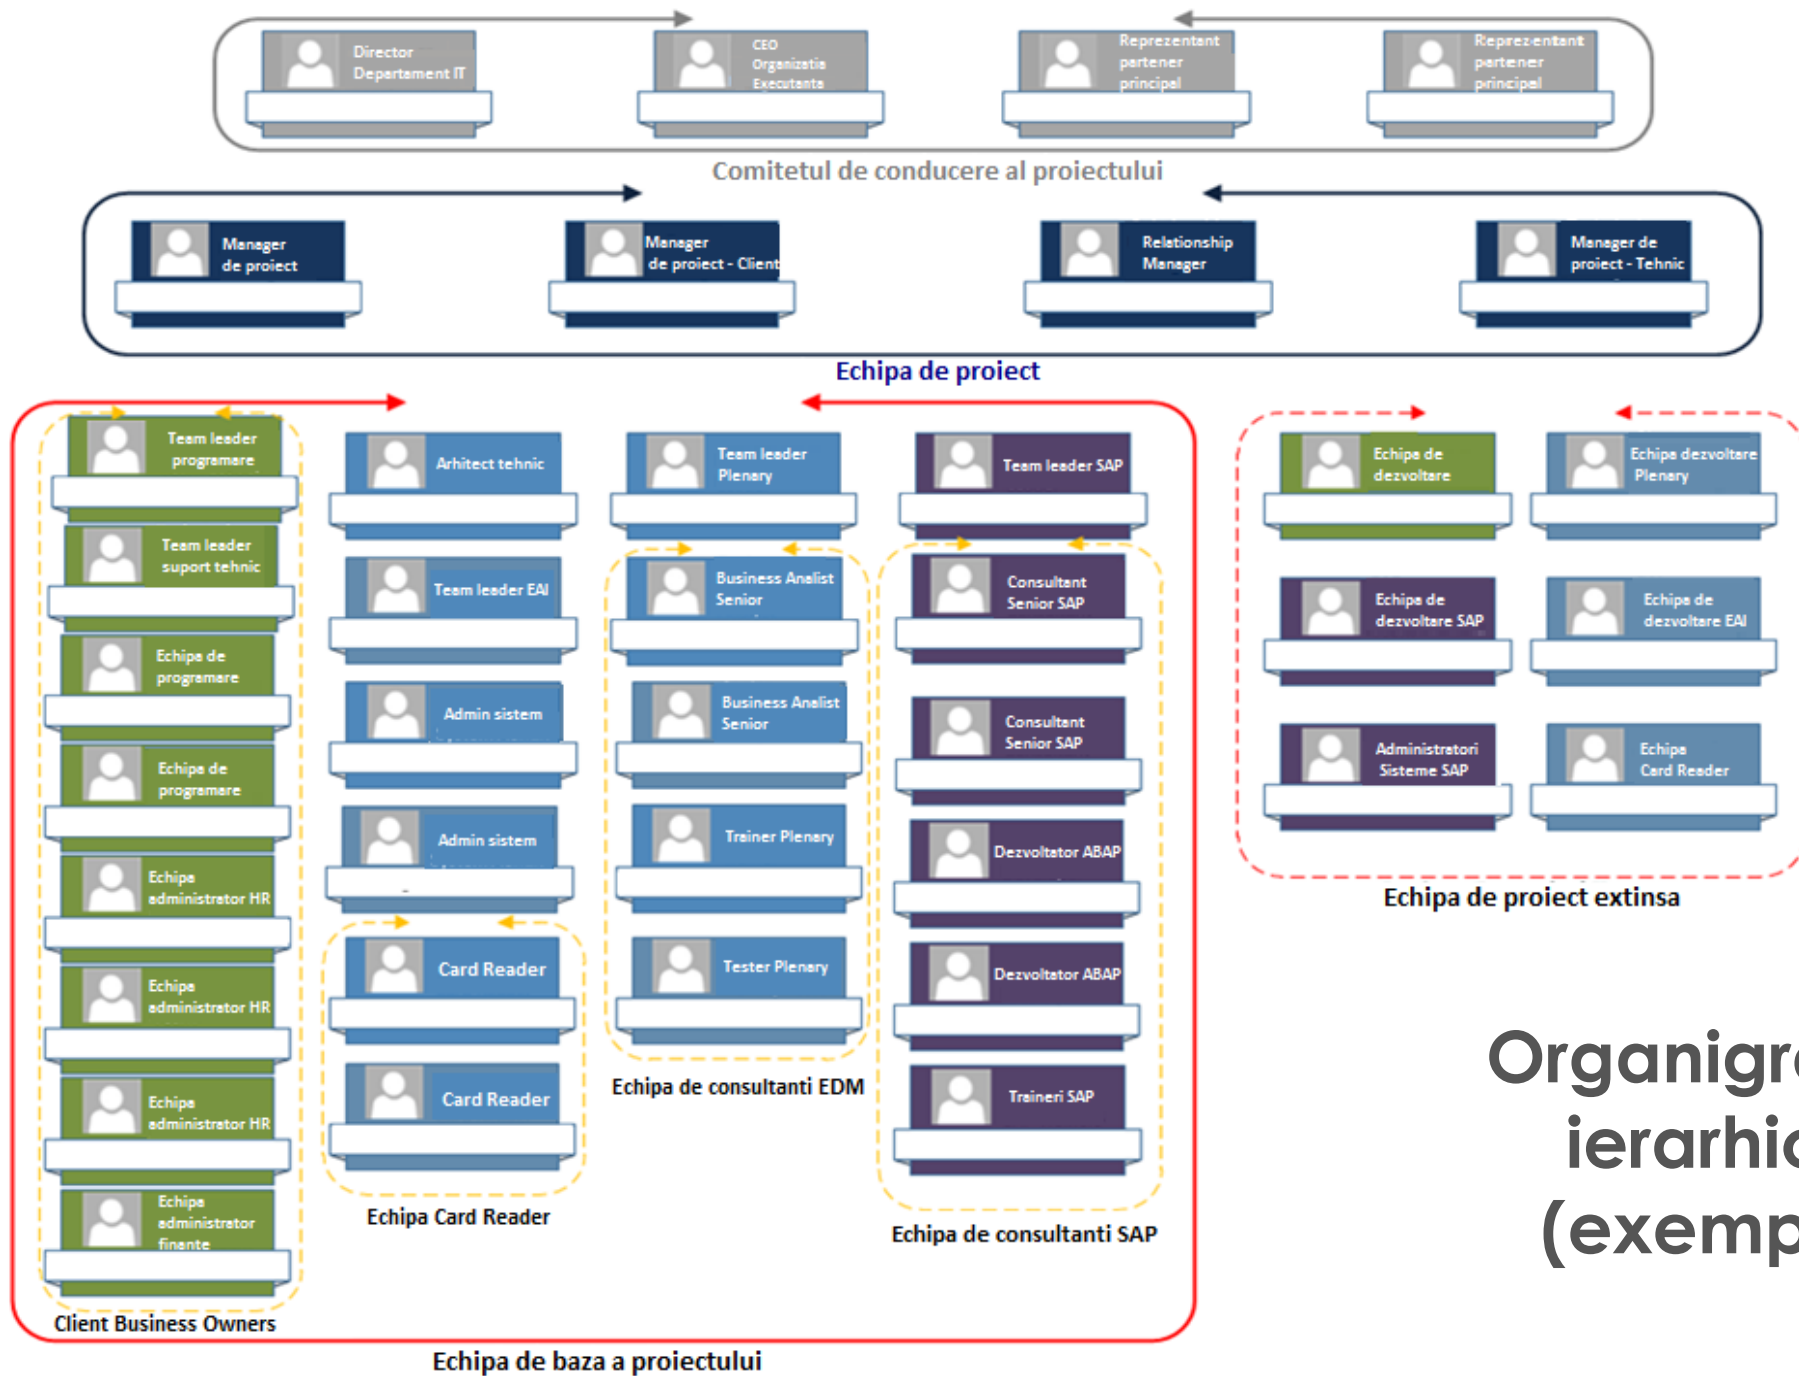 Director
Departament IT
CEO
Organizatia
Executanta
Reprezentant
partener
principal
Reprezentant
partener
principal
Comitetul de conducere al proiectului
Manager
de proiect
Manager
de proiect - Client
Relationship
Manager
Manager de
proiect - Tehnic
Echipa de proiect
Team leader
programare
Team leader
suport tehnic
Echipa de
programare
Echipa de
programare
Echipa
administrator HR
Echipa
administrator HR
Echipa
administrator HR
Echipa
administrator
finante
Client Business Owners
Arhitect tehnic
Team leader EAI
Admin sistem
Admin sistem
Card Reader
Card Reader
Echipa Card Reader
Team leader
Plenary
Business Analist
Senior
Business Analist
Senior
Trainer Plenary
Tester Plenary
Echipa de consultanti EDM
Team leader SAP
Consultant
Senior SAP
Consultant
Senior SAP
Dezvoltator ABAP
Dezvoltator ABAP
Traineri SAP
Echipa de consultanti SAP
Echipa de baza a proiectului
Echipa de
dezvoltare
Echipa dezvoltare
Plenary
Echipa de
dezvoltare SAP
Echipa de
dezvoltare EAI
Administratori
Sisteme SAP
Echipa
Card Reader
Echipa de proiect extinsa
(exemp